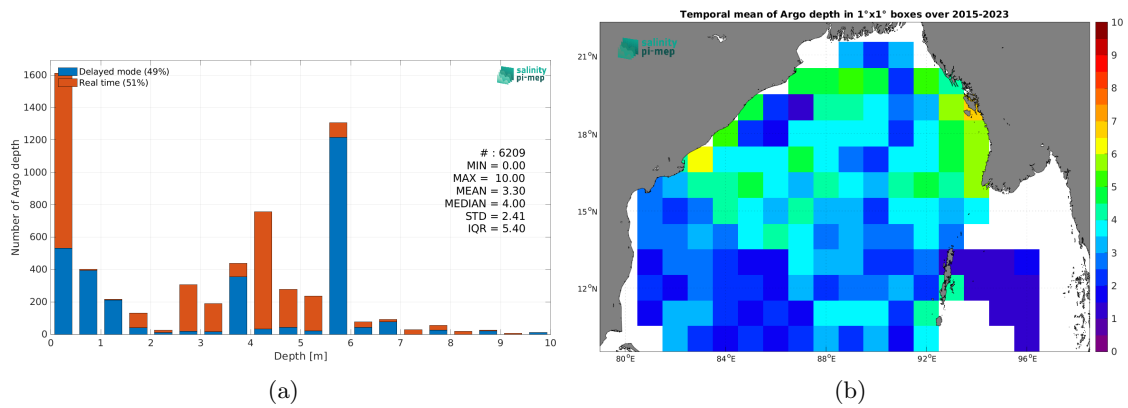 Delayed mode (49%)
Real time (51%)
salinity
pi-mep
# : 6209
MIN = 0.00
MAX = 10.00
MEAN = 3.30
MEDIAN = 4.00
STD = 2.41
IQR = 5.40
Number of Argo depth
1600
1400
1200
1000
800
600
400
200
0
0 1 2 3 4 5 6 7 8 9 10
Depth [m]
(a)
Temporal mean of Argo depth in 1°x1° boxes over 2015-2023
salinity
pi-mep
21°N
18°N
15°N
12°N
80°E 84°E 88°E 92°E 96°E
10
9
8
7
6
5
4
3
2
1
0
(b)